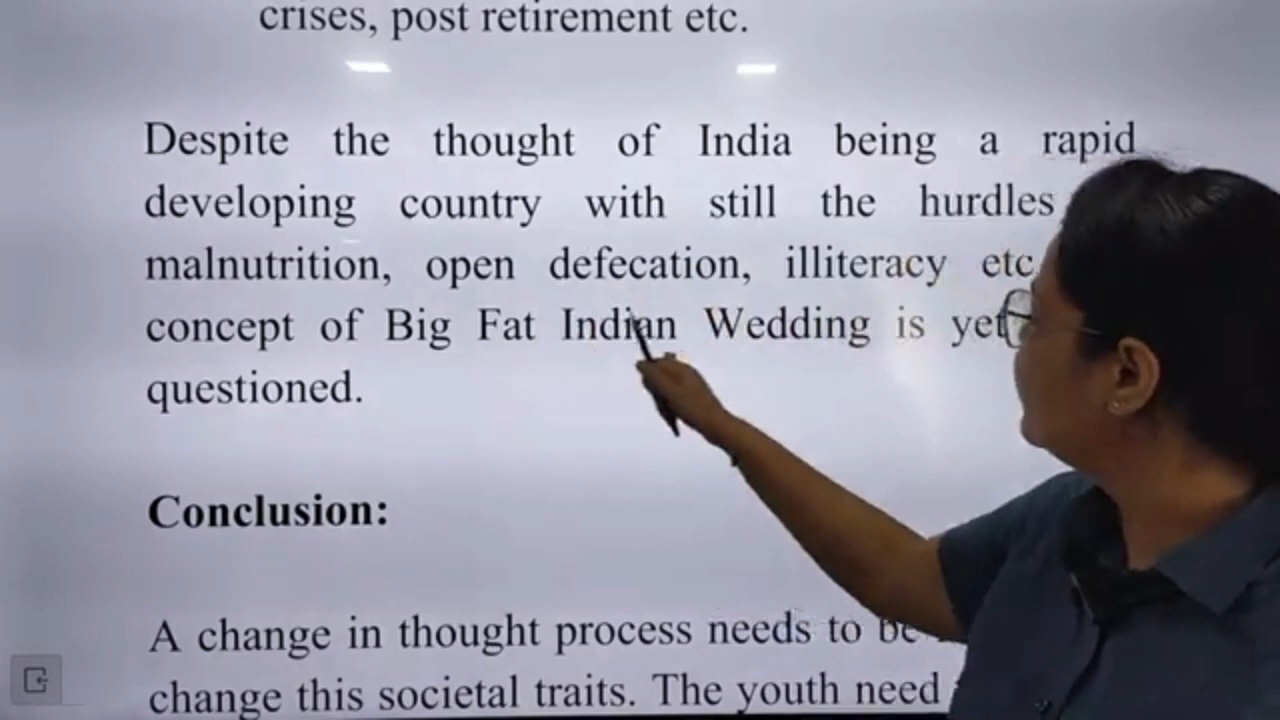 crises, post retirement etc.
Despite the thought of India being a rapid
developing country with still the hurdles
malnutrition, open defecation, illiteracy etc
concept of Big Fat Indian Wedding is yet
questioned.
Conclusion:
A change in thought process needs to be
change this societal traits. The youth need